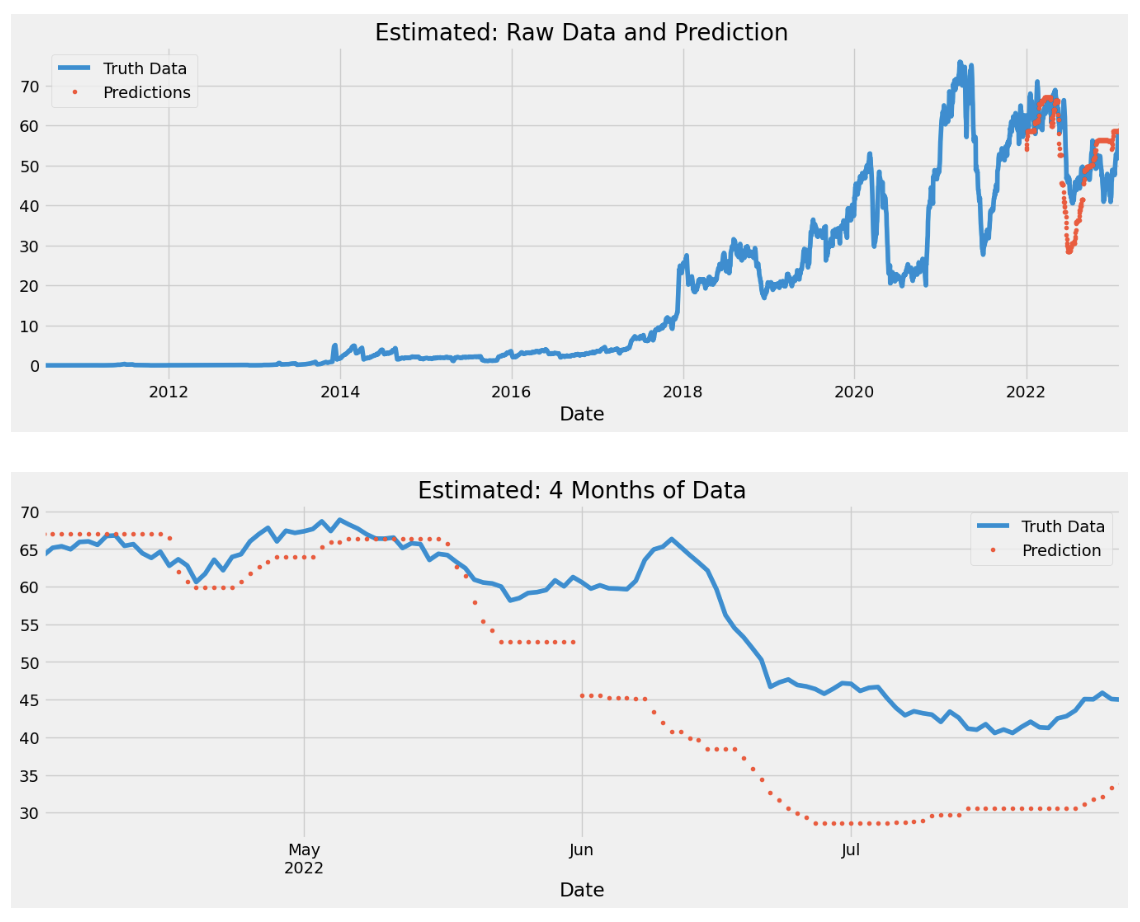 Estimated: Raw Data and Prediction
Truth Data
Predictions
70
60
50
40
30
20
10
0
2012 2014 2016 2018 2020 2022
Date
Estimated: 4 Months of Data
Truth Data
Prediction
70
65
60
55
50
45
40
35
30
May Jun Jul
2022
Date